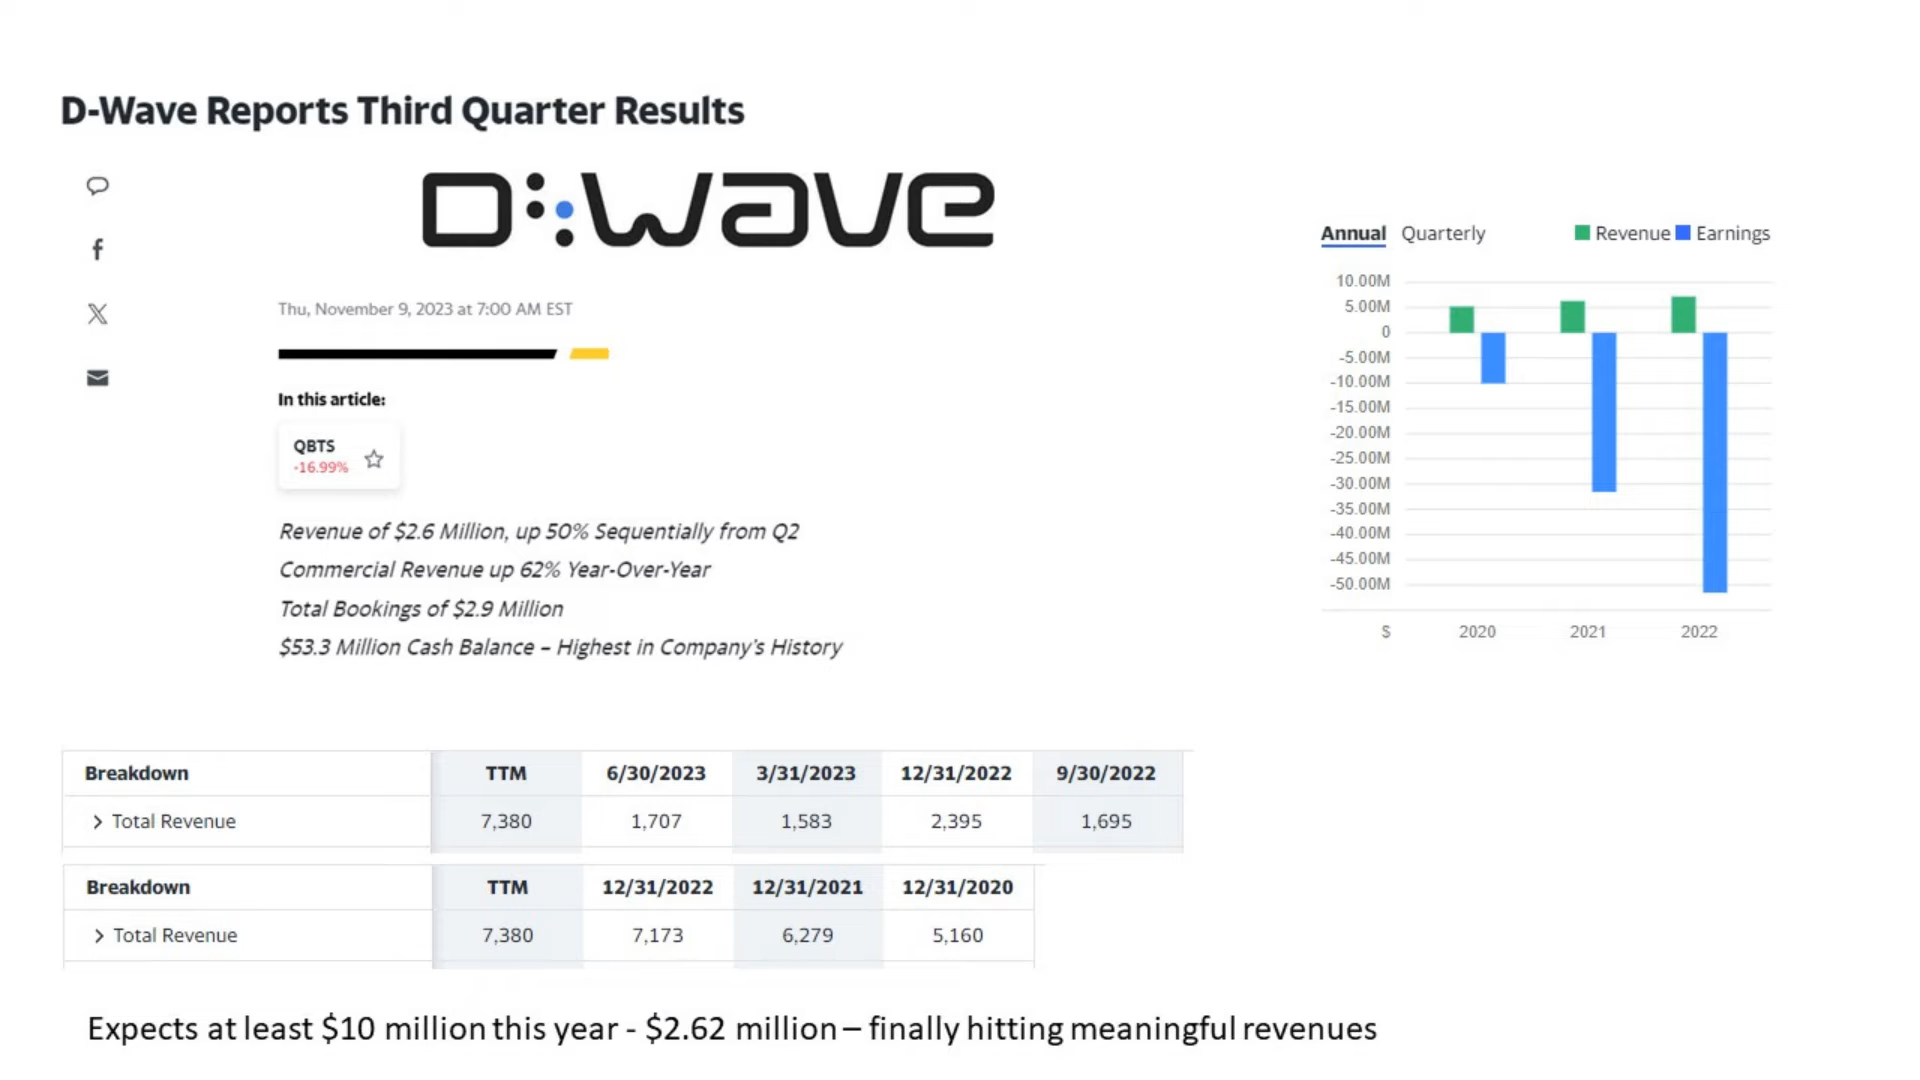 D-Wave Reports Third Quarter Results
D:Wave
Thu, November 9, 2023 at 7:00 AM EST
In this article:
QBTS
-16.99%
Revenue of $2.6 Million, up 50% Sequentially from Q2
Commercial Revenue up 62% Year-Over-Year
Total Bookings of $2.9 Million
$53.3 Million Cash Balance – Highest in Company's History
Annual Quarterly Revenue Earnings
10.00M
5.00M
0
-5.00M
-10.00M
-15.00M
-20.00M
-25.00M
-30.00M
-35.00M
-40.00M
-45.00M
-50.00M
$ 2020 2021 2022
Breakdown TTM 6/30/2023 3/31/2023 12/31/2022 9/30/2022
Total Revenue 7,380 1,707 1,583 2,395 1,695
Breakdown TTM 12/31/2022 12/31/2021 12/31/2020
Total Revenue 7,380 7,173 6,279 5,160
Expects at least $10 million this year - $2.62 million – finally hitting meaningful revenues